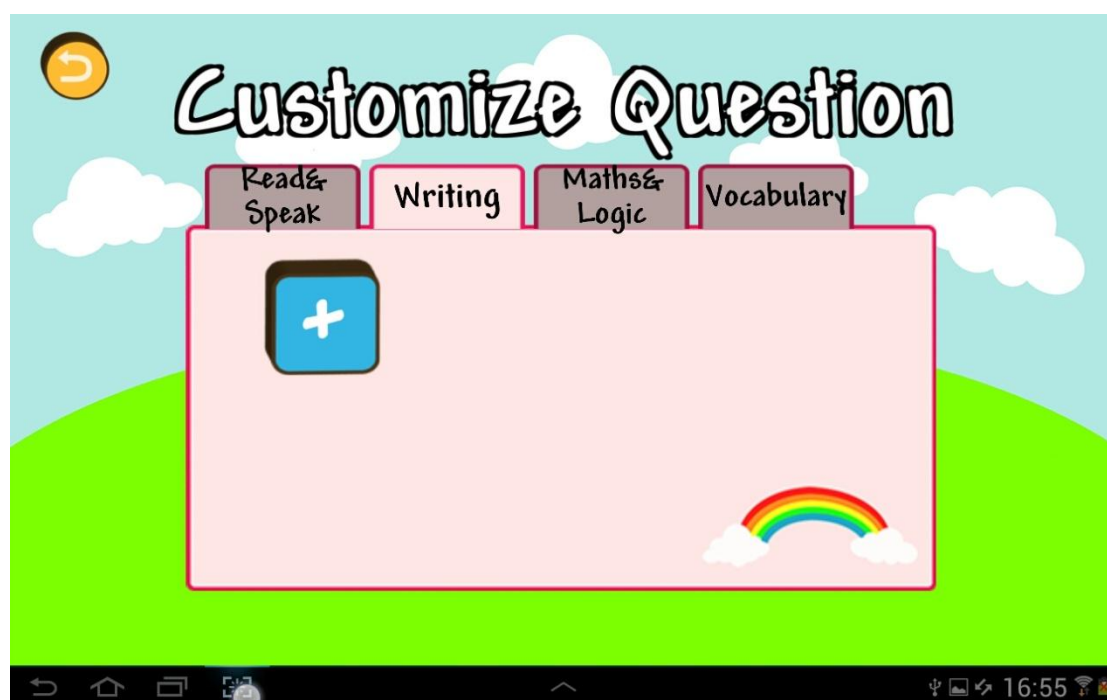 Customize Question
Read&
Speak
Writing
Maths&
Logic
Vocabulary
+
16:55